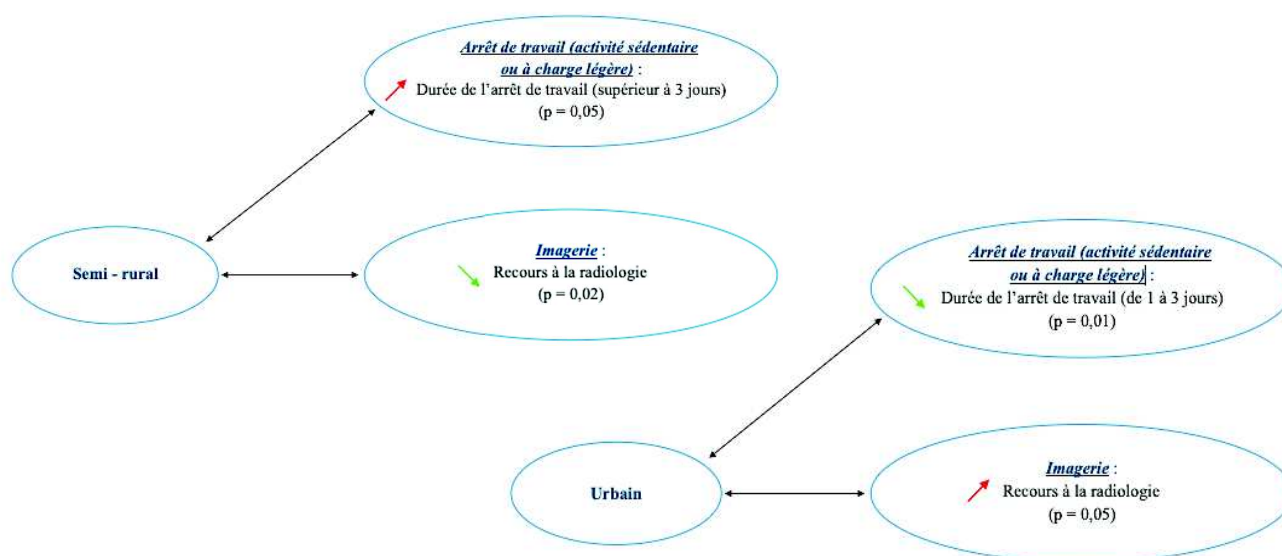 Arrêt de travail (activité sédentaire
ou à charge légère) :
Durée de l'arrêt de travail (supérieur à 3 jours)
(p = 0,05)
Semi - rural
Imagerie :
Recours à la radiologie
(p = 0,02)
Arrêt de travail (activité sédentaire
ou à charge légère) :
Durée de l'arrêt de travail (de 1 à 3 jours)
(p = 0,01)
Urbain
Imagerie :
Recours à la radiologie
(p = 0,05)